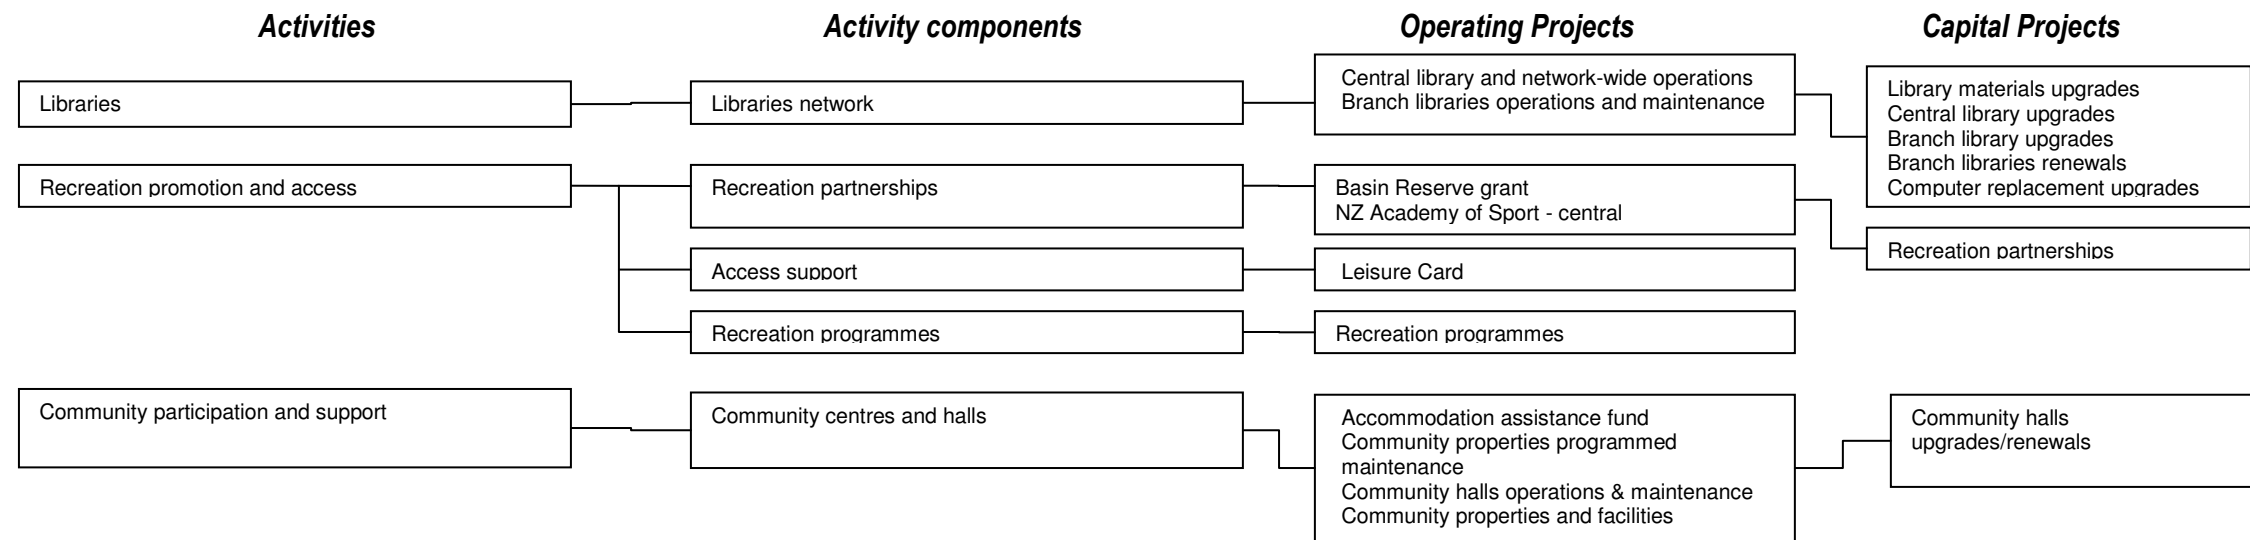 Activities
Activity components
Operating Projects
Capital Projects
Libraries
Libraries network
Central library and network-wide operations
Branch libraries operations and maintenance
Library materials upgrades
Central library upgrades
Branch library upgrades
Branch libraries renewals
Computer replacement upgrades
Recreation promotion and access
Recreation partnerships
Basin Reserve grant
NZ Academy of Sport - central
Recreation partnerships
Access support
Leisure Card
Recreation programmes
Recreation programmes
Community participation and support
Community centres and halls
Accommodation assistance fund
Community properties programmed
maintenance
Community halls operations & maintenance
Community properties and facilities
Community halls
upgrades/renewals